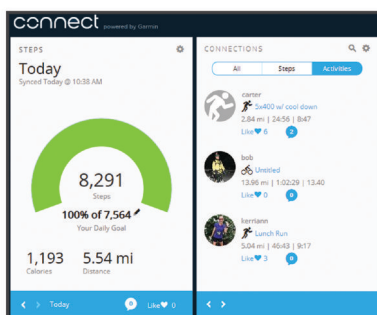 connect powered by Garmin
STEPS
Today
Synced Today @ 10:38 AM
8,291
Steps
100% of 7,564
Your Daily Goal
1,193
Calories
5.54 mi
Distance
< > Today 0 Like 0
CONNECTIONS
All Steps Activities
carter
5x400 w/ cool down
2.84 mi | 24:56 | 8:47
Like 6 2
bob
Untitled
13.96 mi | 1:02:29 | 13.40
Like 0 0
kerriann
Lunch Run
5.04 mi | 46:43 | 9:17
Like 3 0
< >